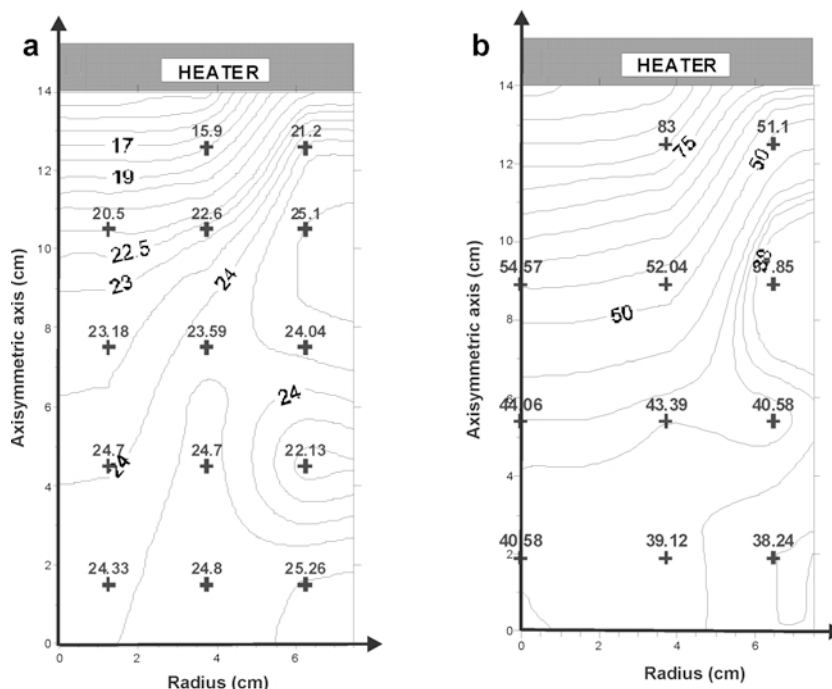 a
HEATER
14
15.9 21.2
17
12
19
20.5 22.6 25.1
10
22.5
24
23
8
23.18 23.59 24.04
6
24
24.7 24.7 22.13
24
4
24.33 24.8 25.26
2
0
0 2 4 6
Axisymmetric axis (cm)
Radius (cm)
b
HEATER
14
83 51.1
75
50
12
10
54.57 52.04
38
8
50
44.06 43.39 40.58
4
40.58 39.12 38.24
2
0
0 2 4 6
Axisymmetric axis (cm)
Radius (cm)